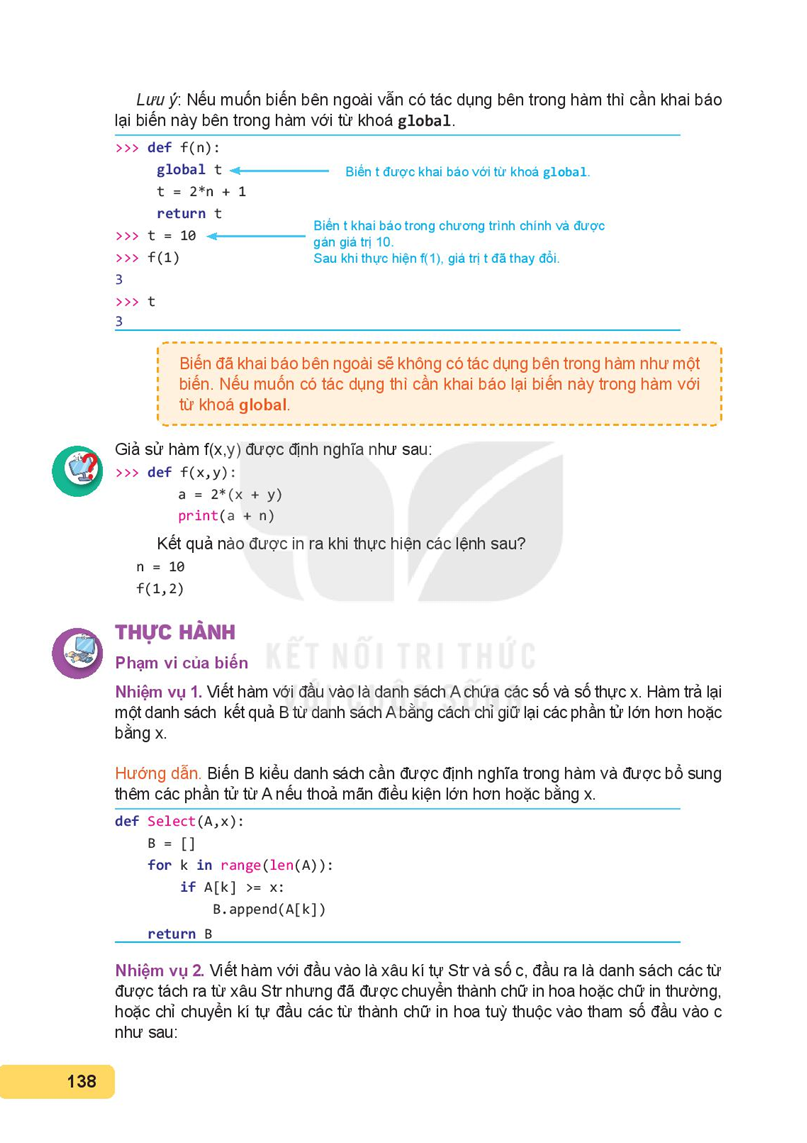 Lưu ý: Nếu muốn biến bên ngoài vẫn có tác dụng bên trong hàm thì cần khai báo
lại biến này bên trong hàm với từ khoá global.
>>> def f(n):
global t
Biến t được khai báo với từ khoá global.
t = 2*n + 1
return t
>>> t = 10
Biến t khai báo trong chương trình chính và được
gán giá trị 10.
>>> f(1)
Sau khi thực hiện f(1), giá trị t đã thay đổi.
3
>>> t
3
Biến đã khai báo bên ngoài sẽ không có tác dụng bên trong hàm như một
biến. Nếu muốn có tác dụng thì cần khai báo lại biến này trong hàm với
từ khoá global.
Giả sử hàm f(x,y) được định nghĩa như sau:
>>> def f(x,y):
a = 2*(x + y)
print(a + n)
Kết quả nào được in ra khi thực hiện các lệnh sau?
n = 10
f(1,2)
THỰC HÀNH
KẾT NỐI TRI THỨC
Phạm vi của biến
VỚI CUỘC SỐNG
Nhiệm vụ 1. Viết hàm với đầu vào là danh sách A chứa các số và số thực x. Hàm trả lại
một danh sách kết quả B từ danh sách A bằng cách chỉ giữ lại các phần tử lớn hơn hoặc
bằng x.
Hướng dẫn. Biến B kiểu danh sách cần được định nghĩa trong hàm và được bổ sung
thêm các phần tử từ A nếu thoả mãn điều kiện lớn hơn hoặc bằng x.
def Select(A,x):
B = []
for k in range(len(A)):
if A[k] >= x:
B.append(A[k])
return B
Nhiệm vụ 2. Viết hàm với đầu vào là xâu kí tự Str và số c, đầu ra là danh sách các từ
được tách ra từ xâu Str nhưng đã được chuyển thành chữ in hoa hoặc chữ in thường,
hoặc chỉ chuyển kí tự đầu các từ thành chữ in hoa tuỳ thuộc vào tham số đầu vào c
như sau:
138